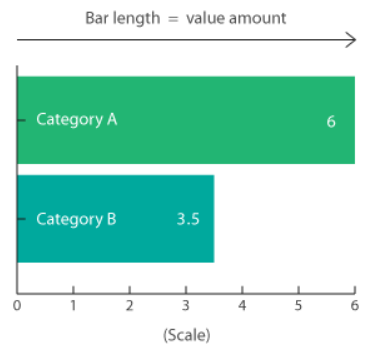 Bar length = value amount
Category A 6
Category B 3.5
0 1 2 3 4 5 6
(Scale)